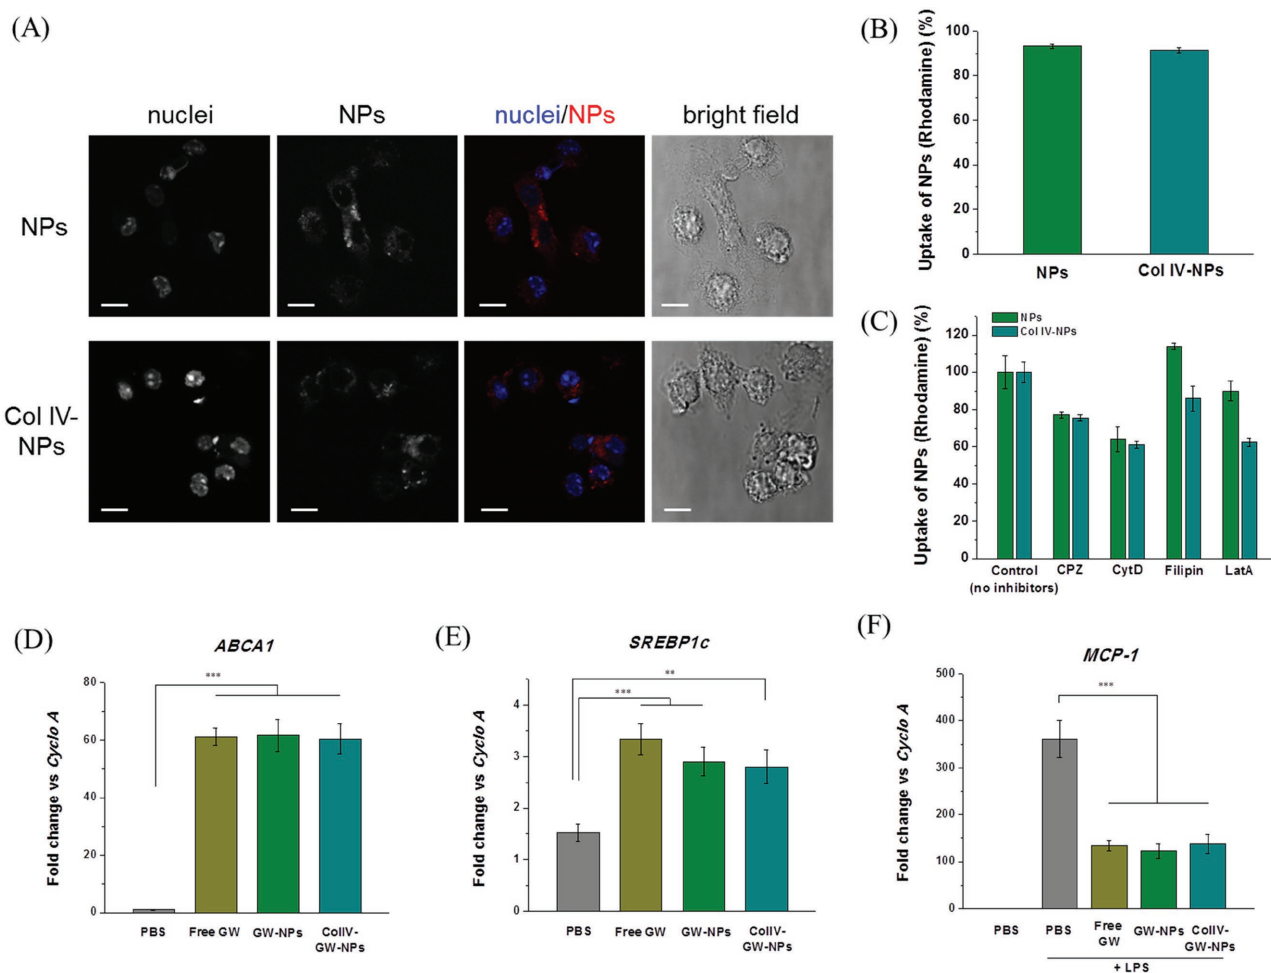 (A)
nuclei NPs nuclei/NPs bright field
NPs
Col IV-
NPs
(B)
Uptake of NPs (Rhodamine) (%)
100
80
60
40
20
0
NPs Col IV-NPs
(C)
Uptake of NPs (Rhodamine) (%)
NPs
Col IV-NPs
120
100
80
60
40
20
0
Control CPZ CytD Filipin LatA
(no inhibitors)
(D)
ABCA1
Fold change vs Cyclo A
***
80
60
40
20
0
PBS Free GW GW-NPs ColIV-
GW-NPs
(E)
SREBP1c
Fold change vs Cyclo A
**
***
4
3
2
1
0
PBS Free GW GW-NPs ColIV-
GW-NPs
(F)
MCP-1
Fold change vs Cyclo A
***
500
400
300
200
100
0
PBS PBS Free GW-NPs ColIV-
GW GW-NPs
+ LPS